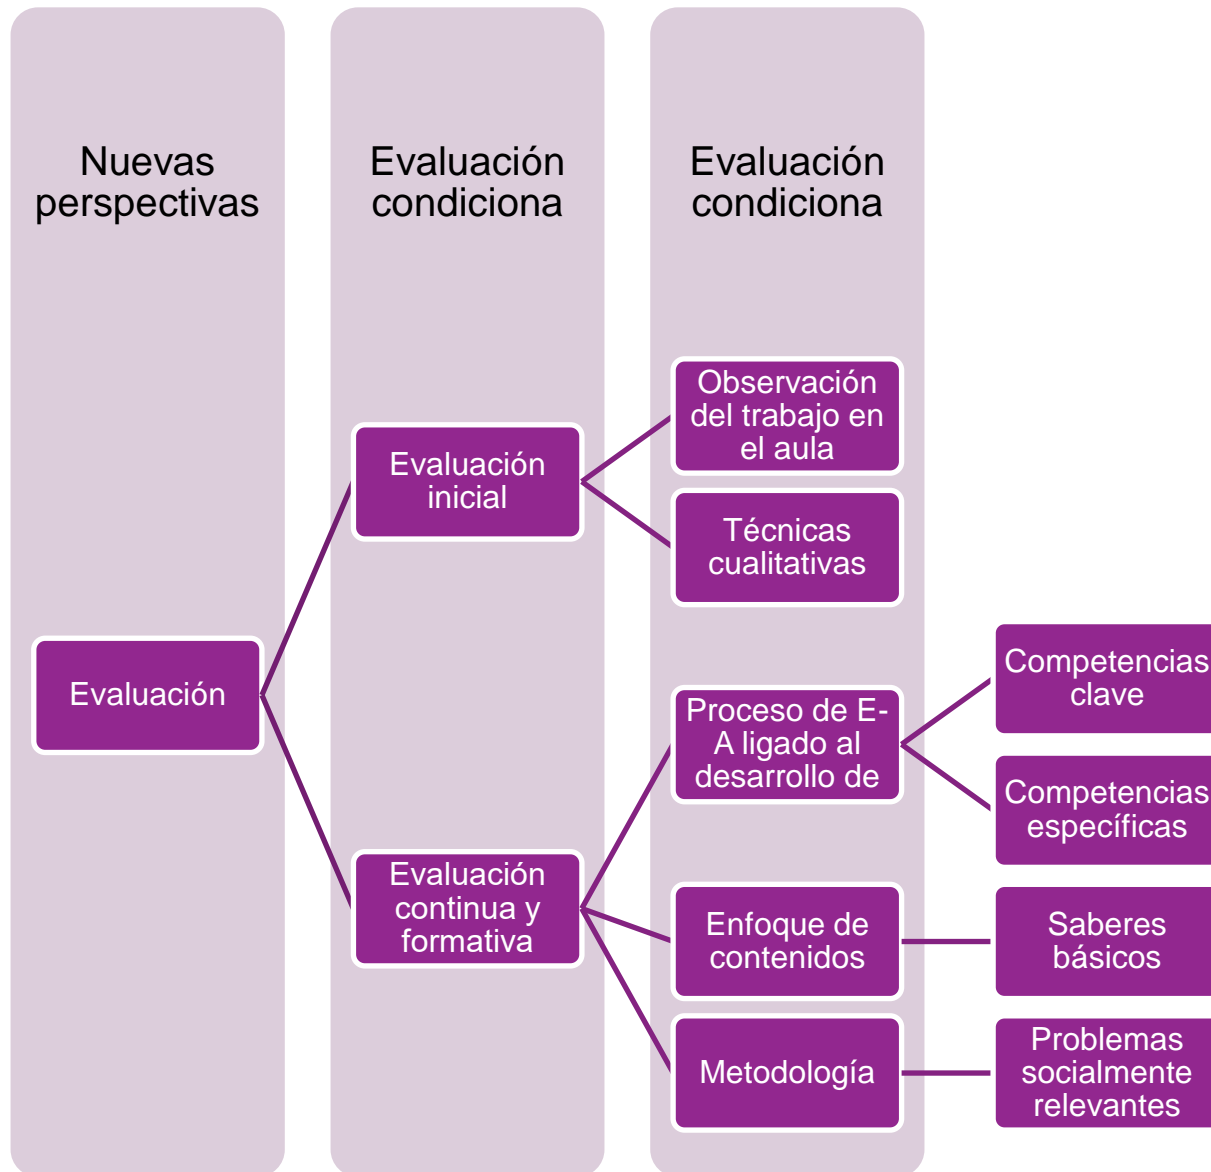 Nuevas
perspectivas
Evaluación
condiciona
Evaluación
condiciona
Evaluación
Evaluación
inicial
Evaluación
continua y
formativa
Observación
del trabajo en
el aula
Técnicas
cualitativas
Proceso de E-
A ligado al
desarrollo de
Enfoque de
contenidos
Metodología
Competencias
clave
Competencias
específicas
Saberes
básicos
Problemas
socialmente
relevantes